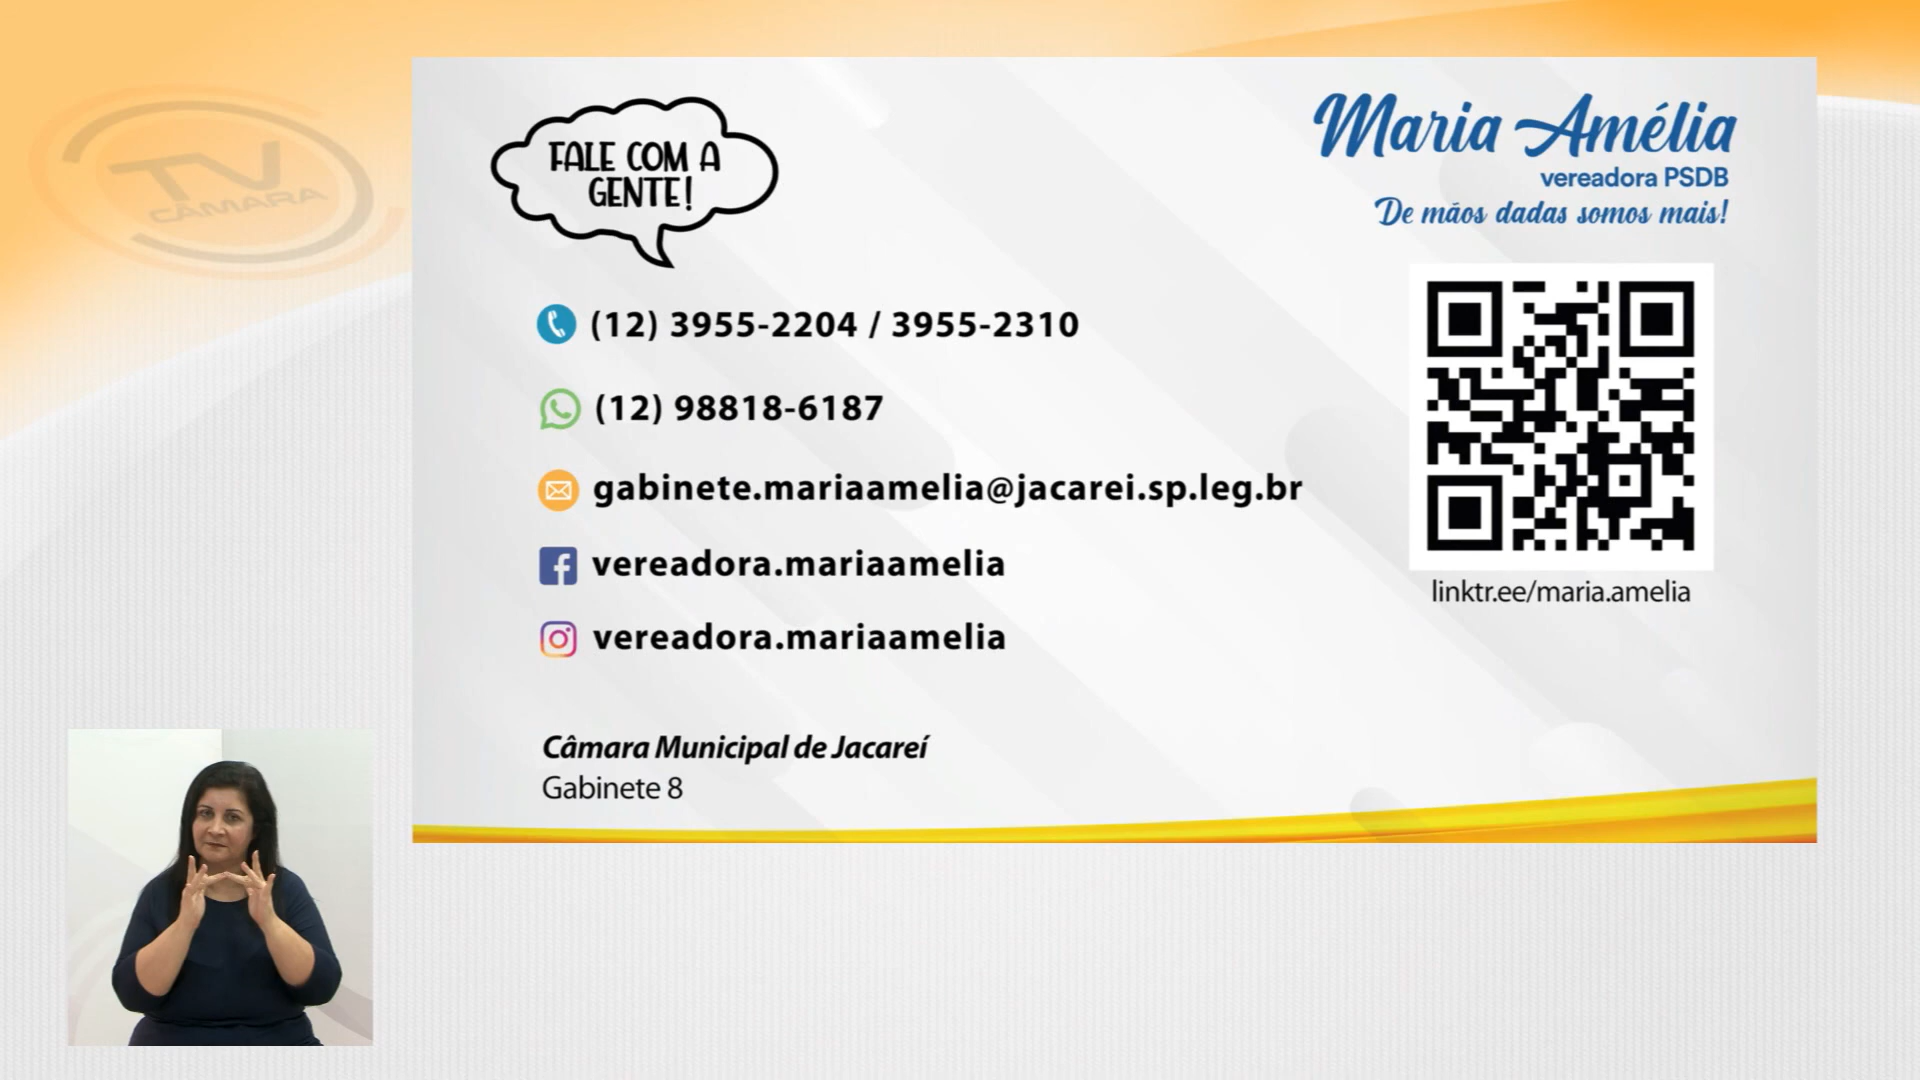 TV
CÂMARA
FALE COM A
GENTE!
Maria Amélia
vereadora PSDB
De mãos dadas somos mais!
(12) 3955-2204 / 3955-2310
(12) 98818-6187
gabinete.mariaamelia@jacarei.sp.leg.br
vereadora.mariaamelia
vereadora.mariaamelia
linktr.ee/maria.amelia
Câmara Municipal de Jacareí
Gabinete 8